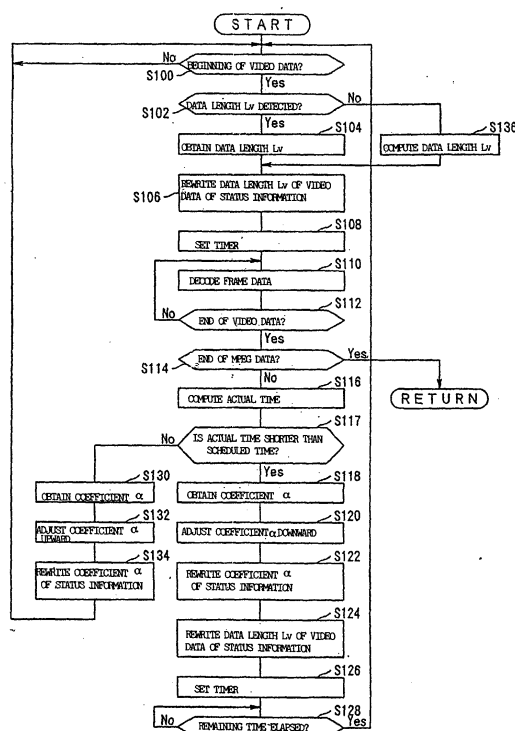 START
No
BEGINNING OF VIDEO DATA?
S100
Yes
No
DATA LENGTH Lv DETECTED?
S102
Yes
S104
S136
OBTAIN DATA LENGTH Lv
COMPUTE DATA LENGTH Lv
REWRITE DATA LENGTH Lv OF VIDEO
DATA OF STATUS INFORMATION
S106
S108
SET TIMER
S110
DECODE FRAME DATA
S112
No
END OF VIDEO DATA?
Yes
END OF MPEG DATA?
Yes
S114
No
S116
COMPUTE ACTUAL TIME
RETURN
S117
No
IS ACTUAL TIME SHORTER THAN
SCHEDULED TIME?
Yes
S130
S118
OBTAIN COEFFICIENT α
OBTAIN COEFFICIENT α
S132
S120
ADJUST COEFFICIENT α
UPWARD
ADJUST COEFFICIENT α DOWNWARD
S134
S122
REWRITE COEFFICIENT α
OF STATUS INFORMATION
REWRITE COEFFICIENT α
OF STATUS INFORMATION
S124
REWRITE DATA LENGTH Lv OF VIDEO
DATA OF STATUS INFORMATION
S126
SET TIMER
S128
No
REMAINING TIME ELAPSED?
Yes